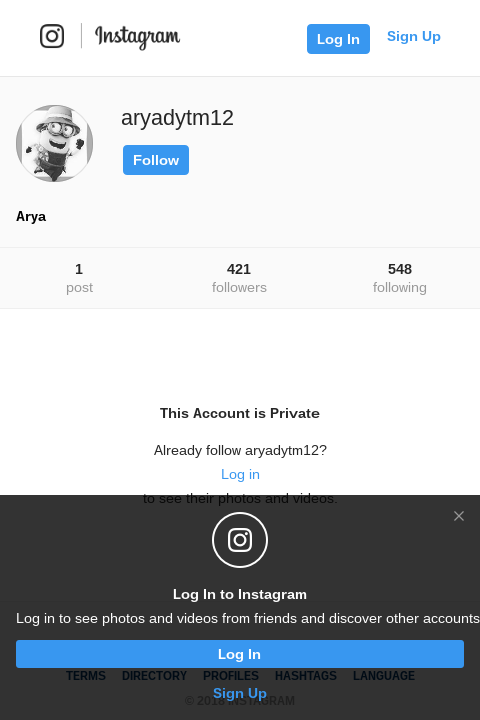 Instagram
Log In
Sign Up
aryadytm12
Follow
Arya
1
post
421
followers
548
following
This Account is Private
Already follow aryadytm12?
Log in
to see their photos and videos.
Log In to Instagram
Log in to see photos and videos from friends and discover other accounts
Log In
TERMS DIRECTORY PROFILES HASHTAGS LANGUAGE
Sign Up
© 2018 INSTAGRAM